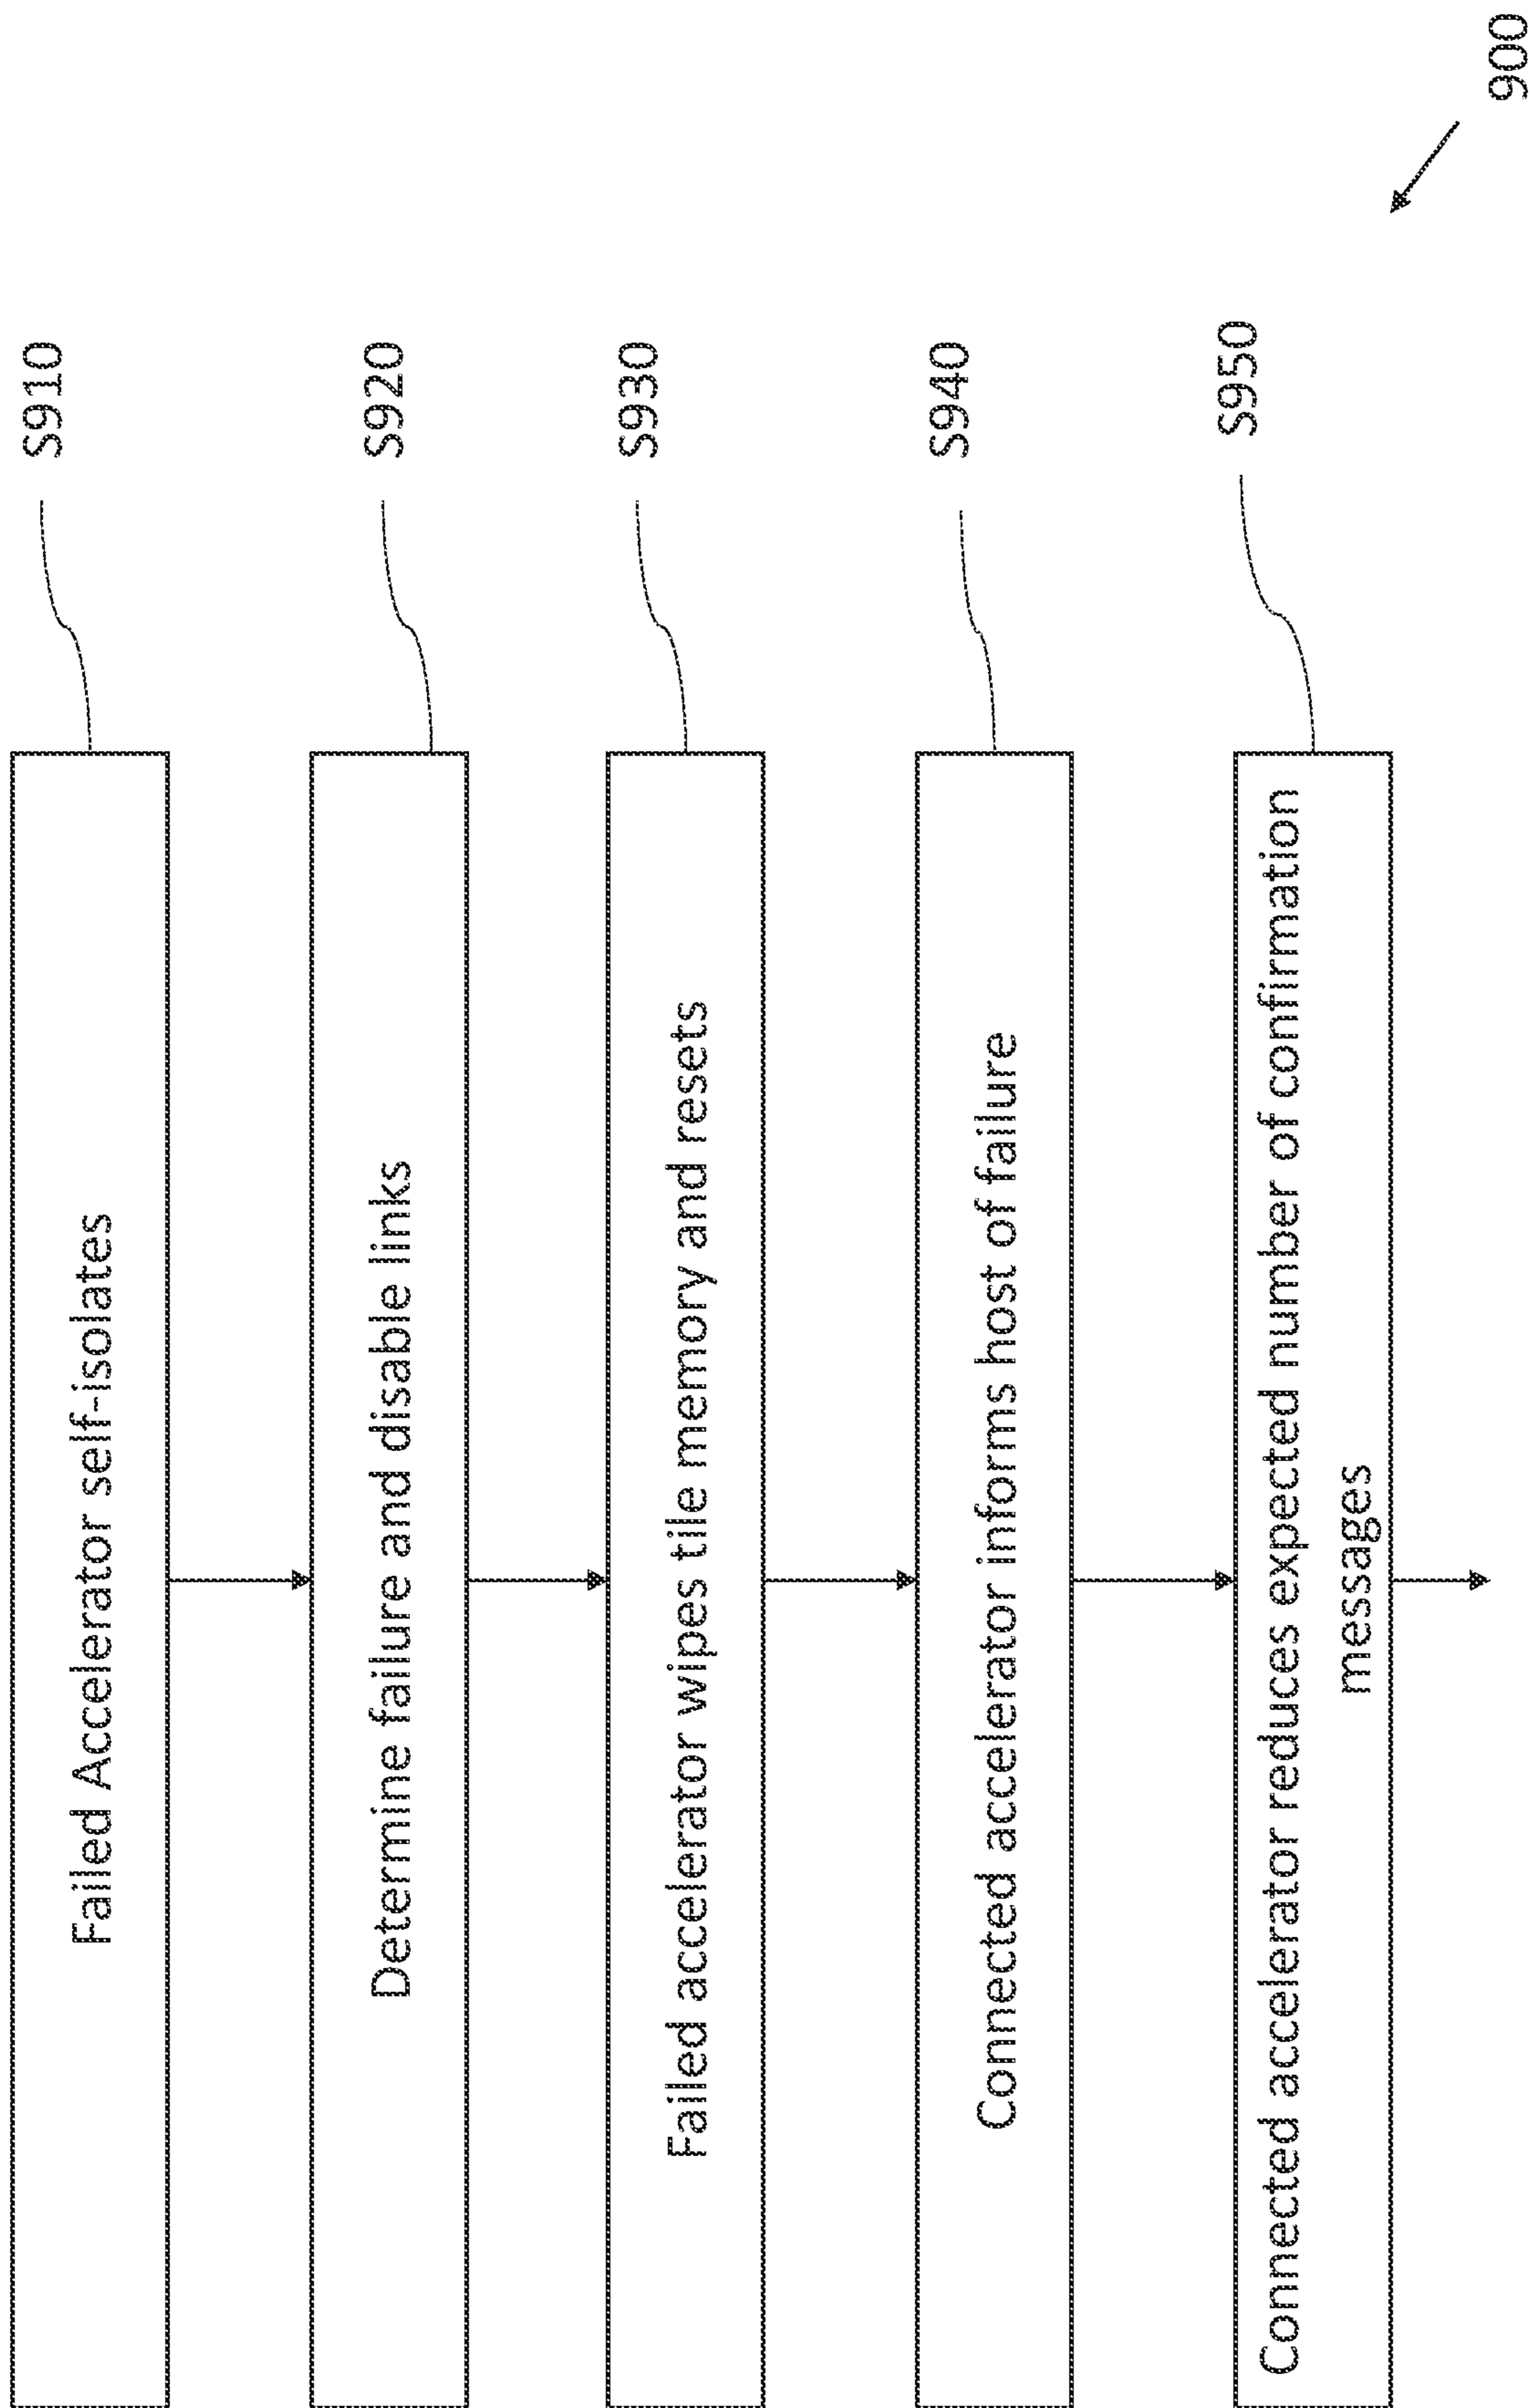 Failed Accelerator self-isolates
S910
Determine failure and disable links
S920
Failed accelerator wipes tile memory and resets
S930
Connected accelerator informs host of failure
S940
Connected accelerator reduces expected number of confirmation
messages
S950
900